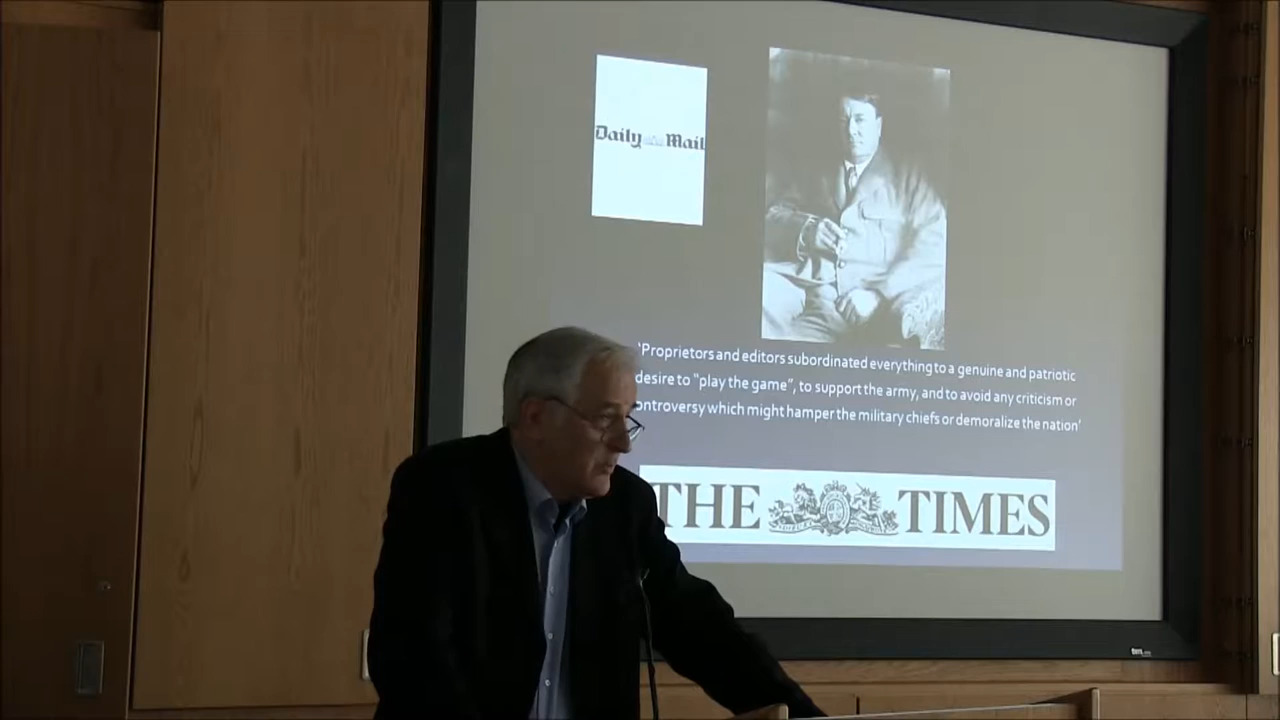 Daily Mail
'Proprietors and editors subordinated everything to a genuine and patriotic
desire to "play the game", to support the army, and to avoid any criticism or
ontroversy which might hamper the military chiefs or demoralize the nation'
THE TIMES